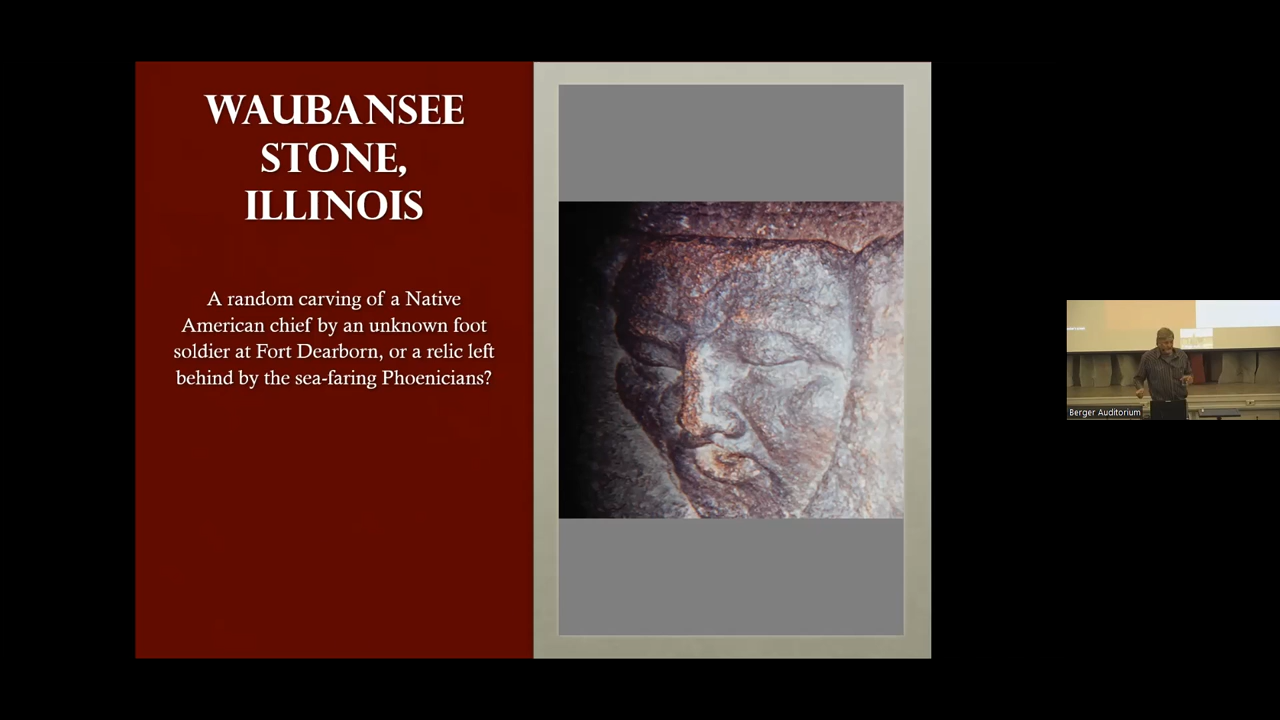 WAUBANSEE
STONE,
ILLINOIS
A random carving of a Native
American chief by an unknown foot
soldier at Fort Dearborn, or a relic left
behind by the sea-faring Phoenicians?
Berger Auditorium